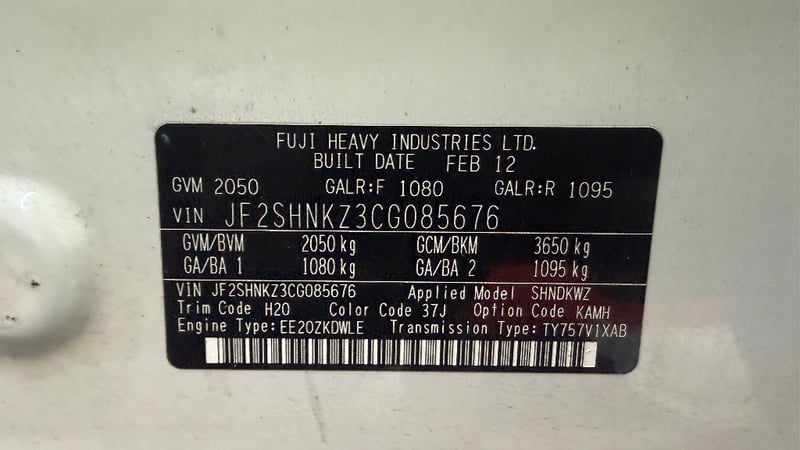 FUJI HEAVY INDUSTRIES LTD.
BUILT DATE FEB 12
GVM 2050 GALR:F 1080 GALR:R 1095
VIN JF2SHNKZ3CG085676
GVM/BVM 2050 kg GCM/BKM 3650 kg
GA/BA 1 1080 kg GA/BA 2 1095 kg
VIN JF2SHNKZ3CG085676 Applied Model SHNDKWZ
Trim Code H20 Color Code 37J Option Code KAMH
Engine Type:EE20ZKDWLE Transmission Type:TY757V1XAB